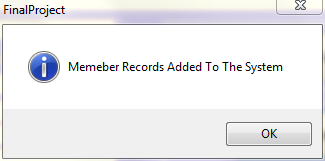 FinalProject
Memeber Records Added To The System
OK